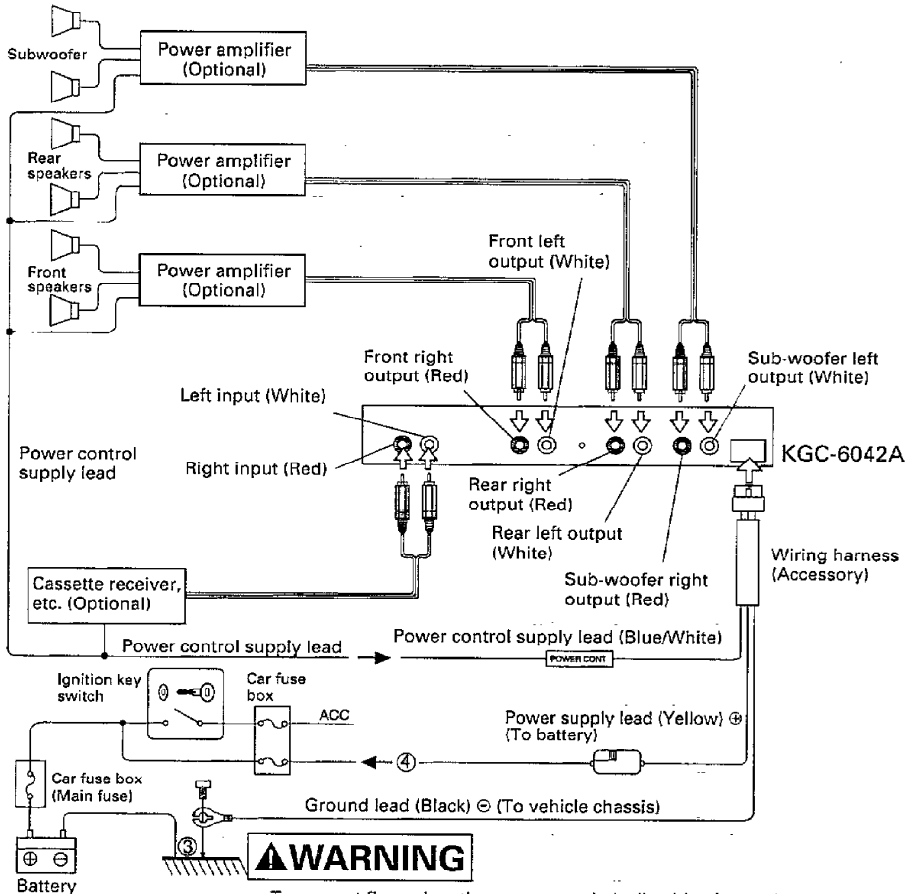 Subwoofer
Power amplifier
(Optional)
Rear
speakers
Power amplifier
(Optional)
Front
speakers
Power amplifier
(Optional)
Front left
output (White)
Front right
output (Red)
Sub-woofer left
output (White)
Left input (White)
Right input (Red)
KGC-6042A
Power control
supply lead
Rear right
output (Red)
Rear left output
(White)
Sub-woofer right
output (Red)
Wiring harness
(Accessory)
Cassette receiver,
etc. (Optional)
Power control supply lead
Power control supply lead (Blue/White)
POWER CONT
Ignition key
switch
Car fuse
box
ACC
Power supply lead (Yellow) ⊕
(To battery)
④
Car fuse box
(Main fuse)
Ground lead (Black) ⊖ (To vehicle chassis)
③
⊕ ⊖
Battery
WARNING